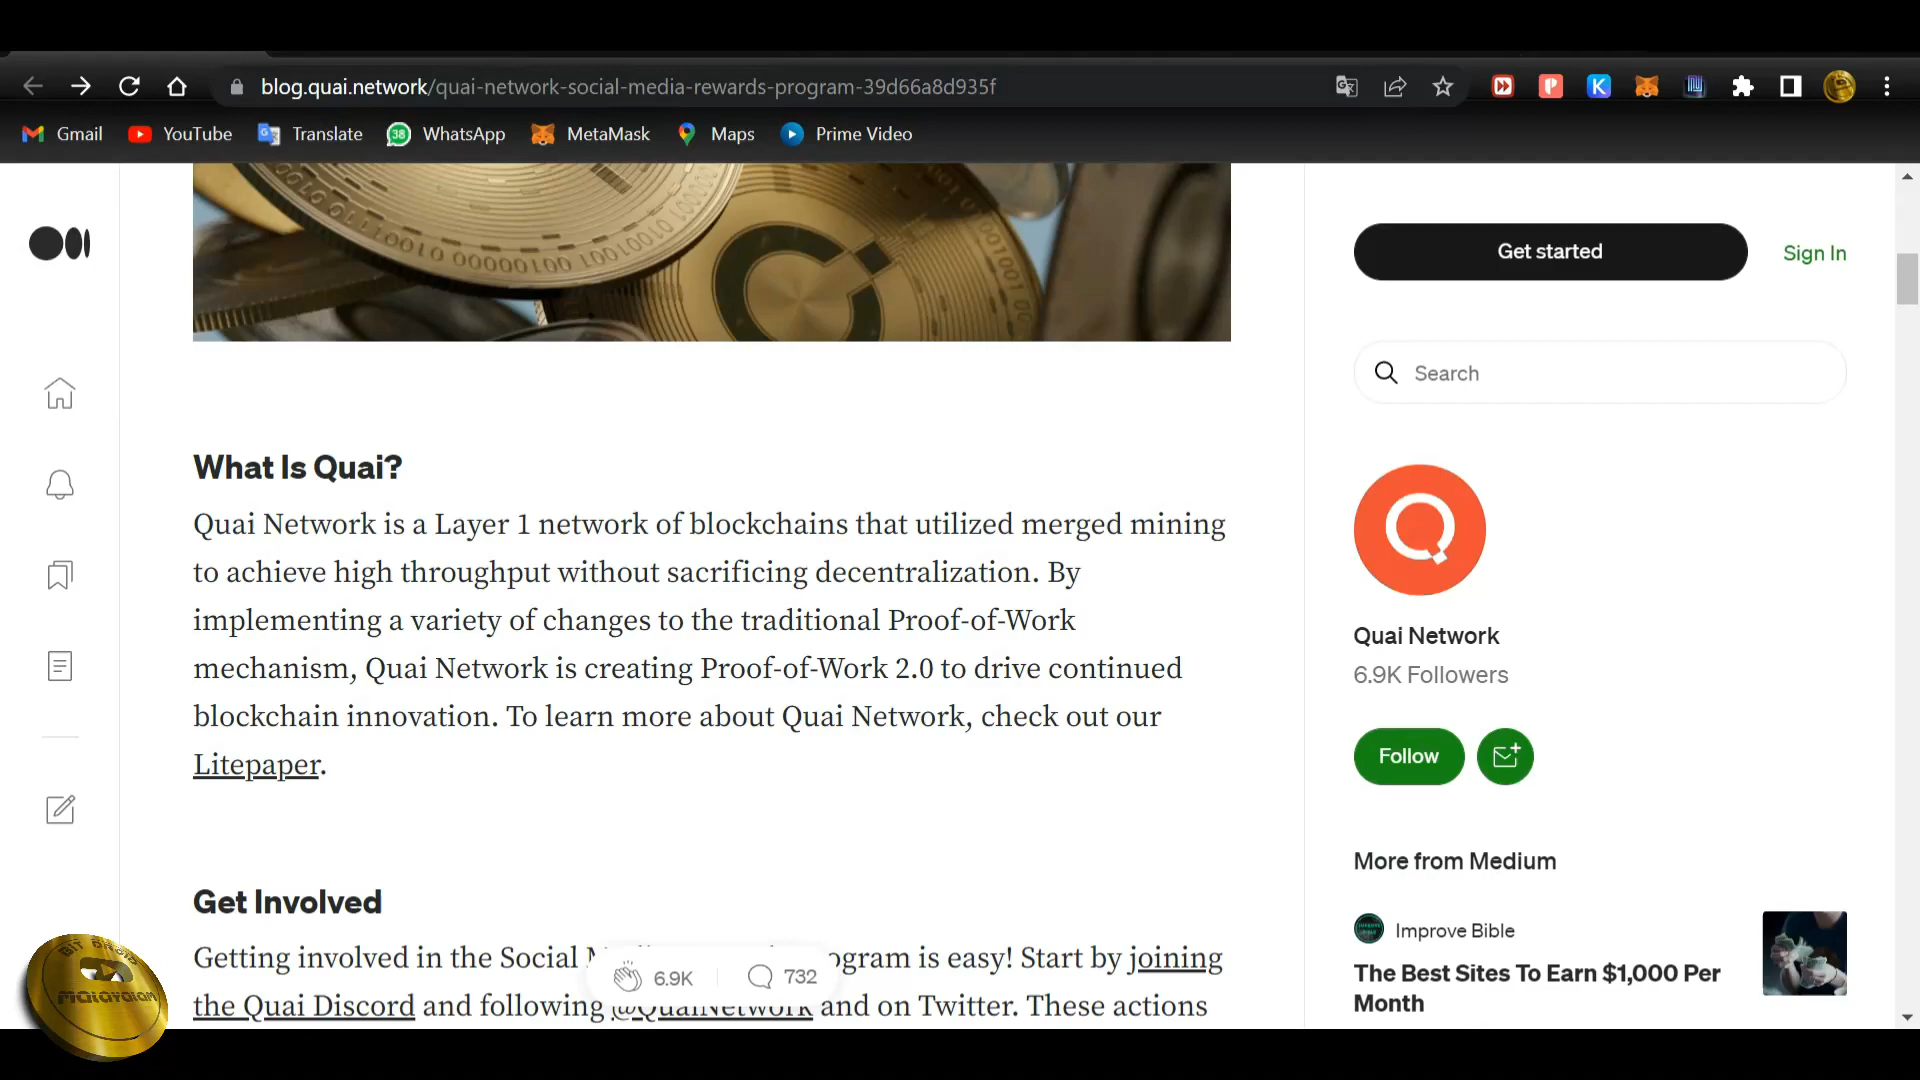 blog.quai.network/quai-network-social-media-rewards-program-39d66a8d935f
Gmail YouTube Translate 38 WhatsApp MetaMask Maps Prime Video
Get started
Sign In
Search
What Is Quai?
Quai Network is a Layer 1 network of blockchains that utilized merged mining
to achieve high throughput without sacrificing decentralization. By
implementing a variety of changes to the traditional Proof-of-Work
mechanism, Quai Network is creating Proof-of-Work 2.0 to drive continued
blockchain innovation. To learn more about Quai Network, check out our
Litepaper.
Get Involved
Getting involved in the Social ogram is easy! Start by joining
the Quai Discord and following @QuaiNetwork and on Twitter. These actions
6.9K 732
Quai Network
6.9K Followers
Follow
More from Medium
Improve Bible
The Best Sites To Earn $1,000 Per
Month
BIT DROID
MALAYALAM